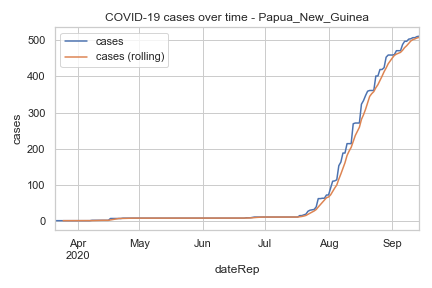 COVID-19 cases over time - Papua_New_Guinea
cases
cases (rolling)
500
400
300
200
100
0
cases
Apr
2020
May
Jun
Jul
Aug
Sep
dateRep